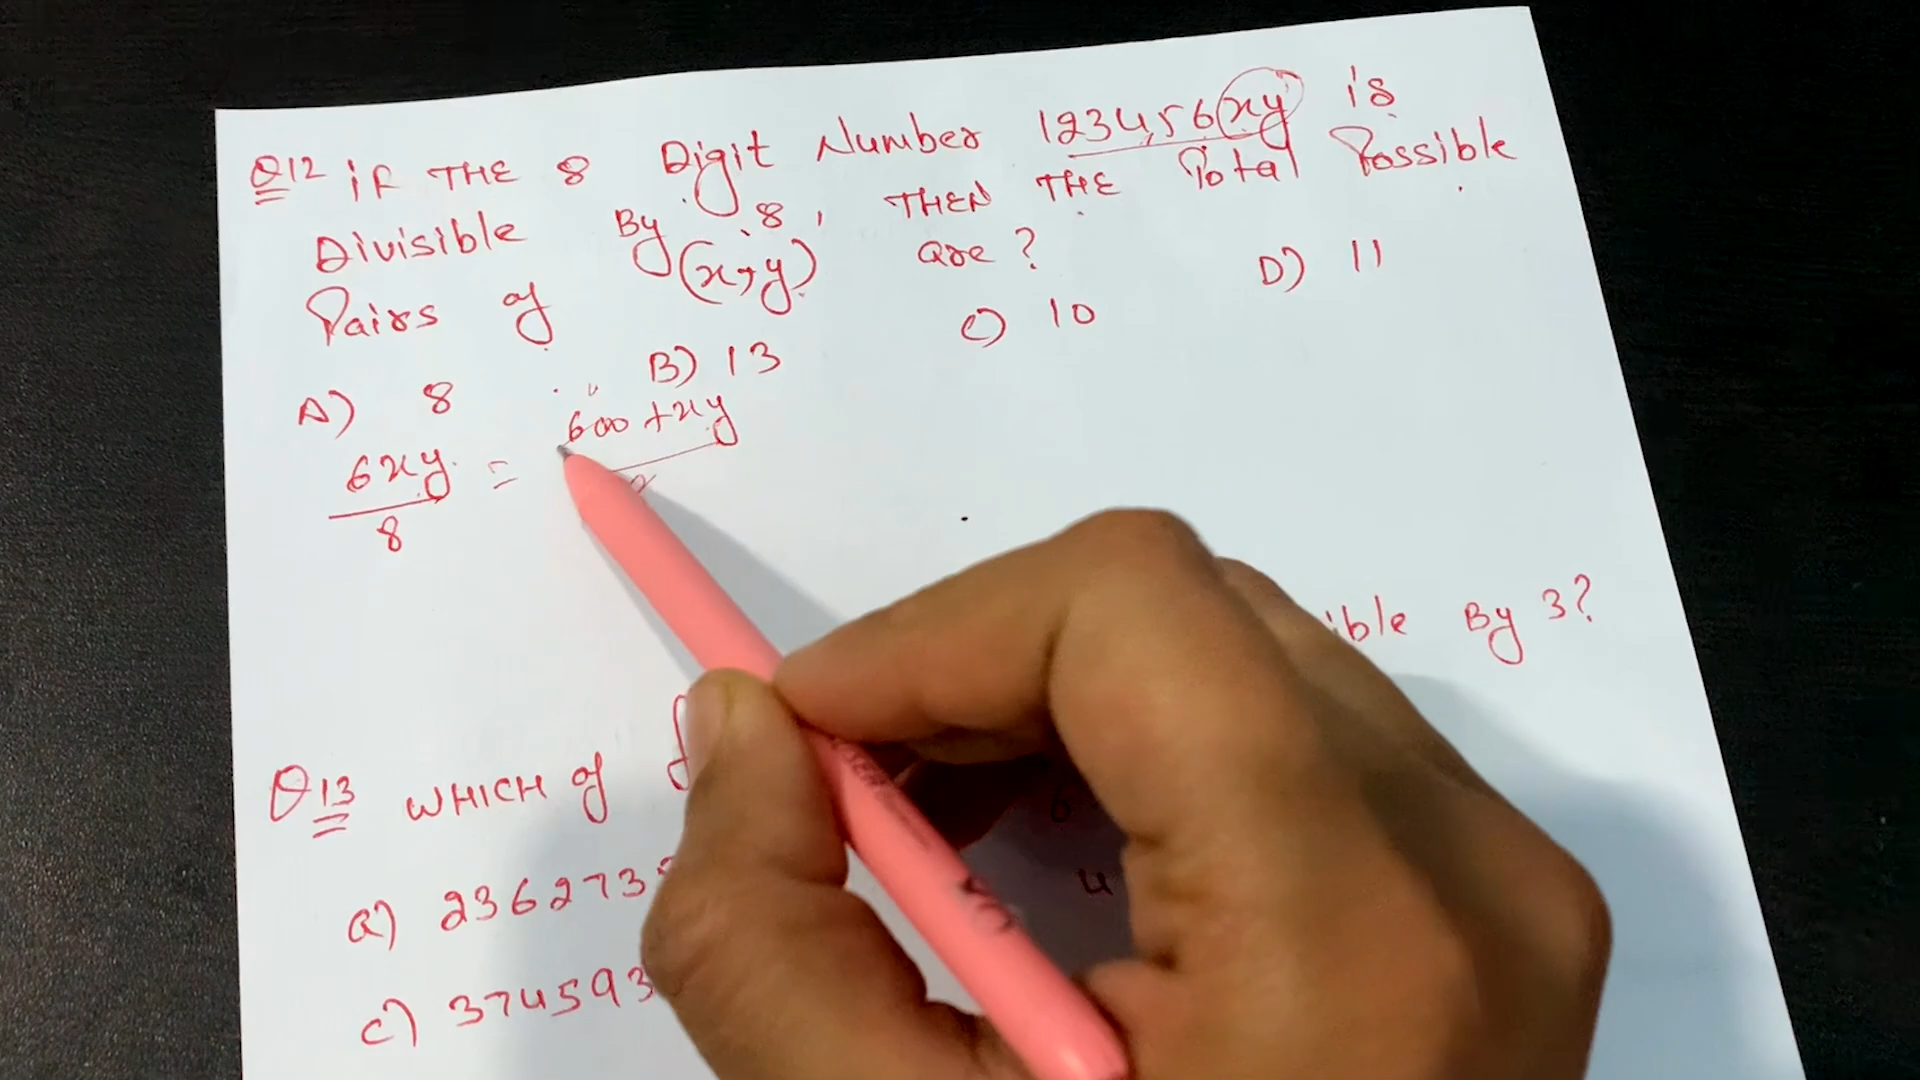 Q12 iF THE 8 Digit Number 123456xy is
Divisible By 8, THEN THE Total Possible
Pairs of (x,y) are ?
A) 8 B) 13 C) 10 D) 11
6xy/8 = 600+xy
Q13 WHICH of ible By 3?
a) 236273
c) 374593